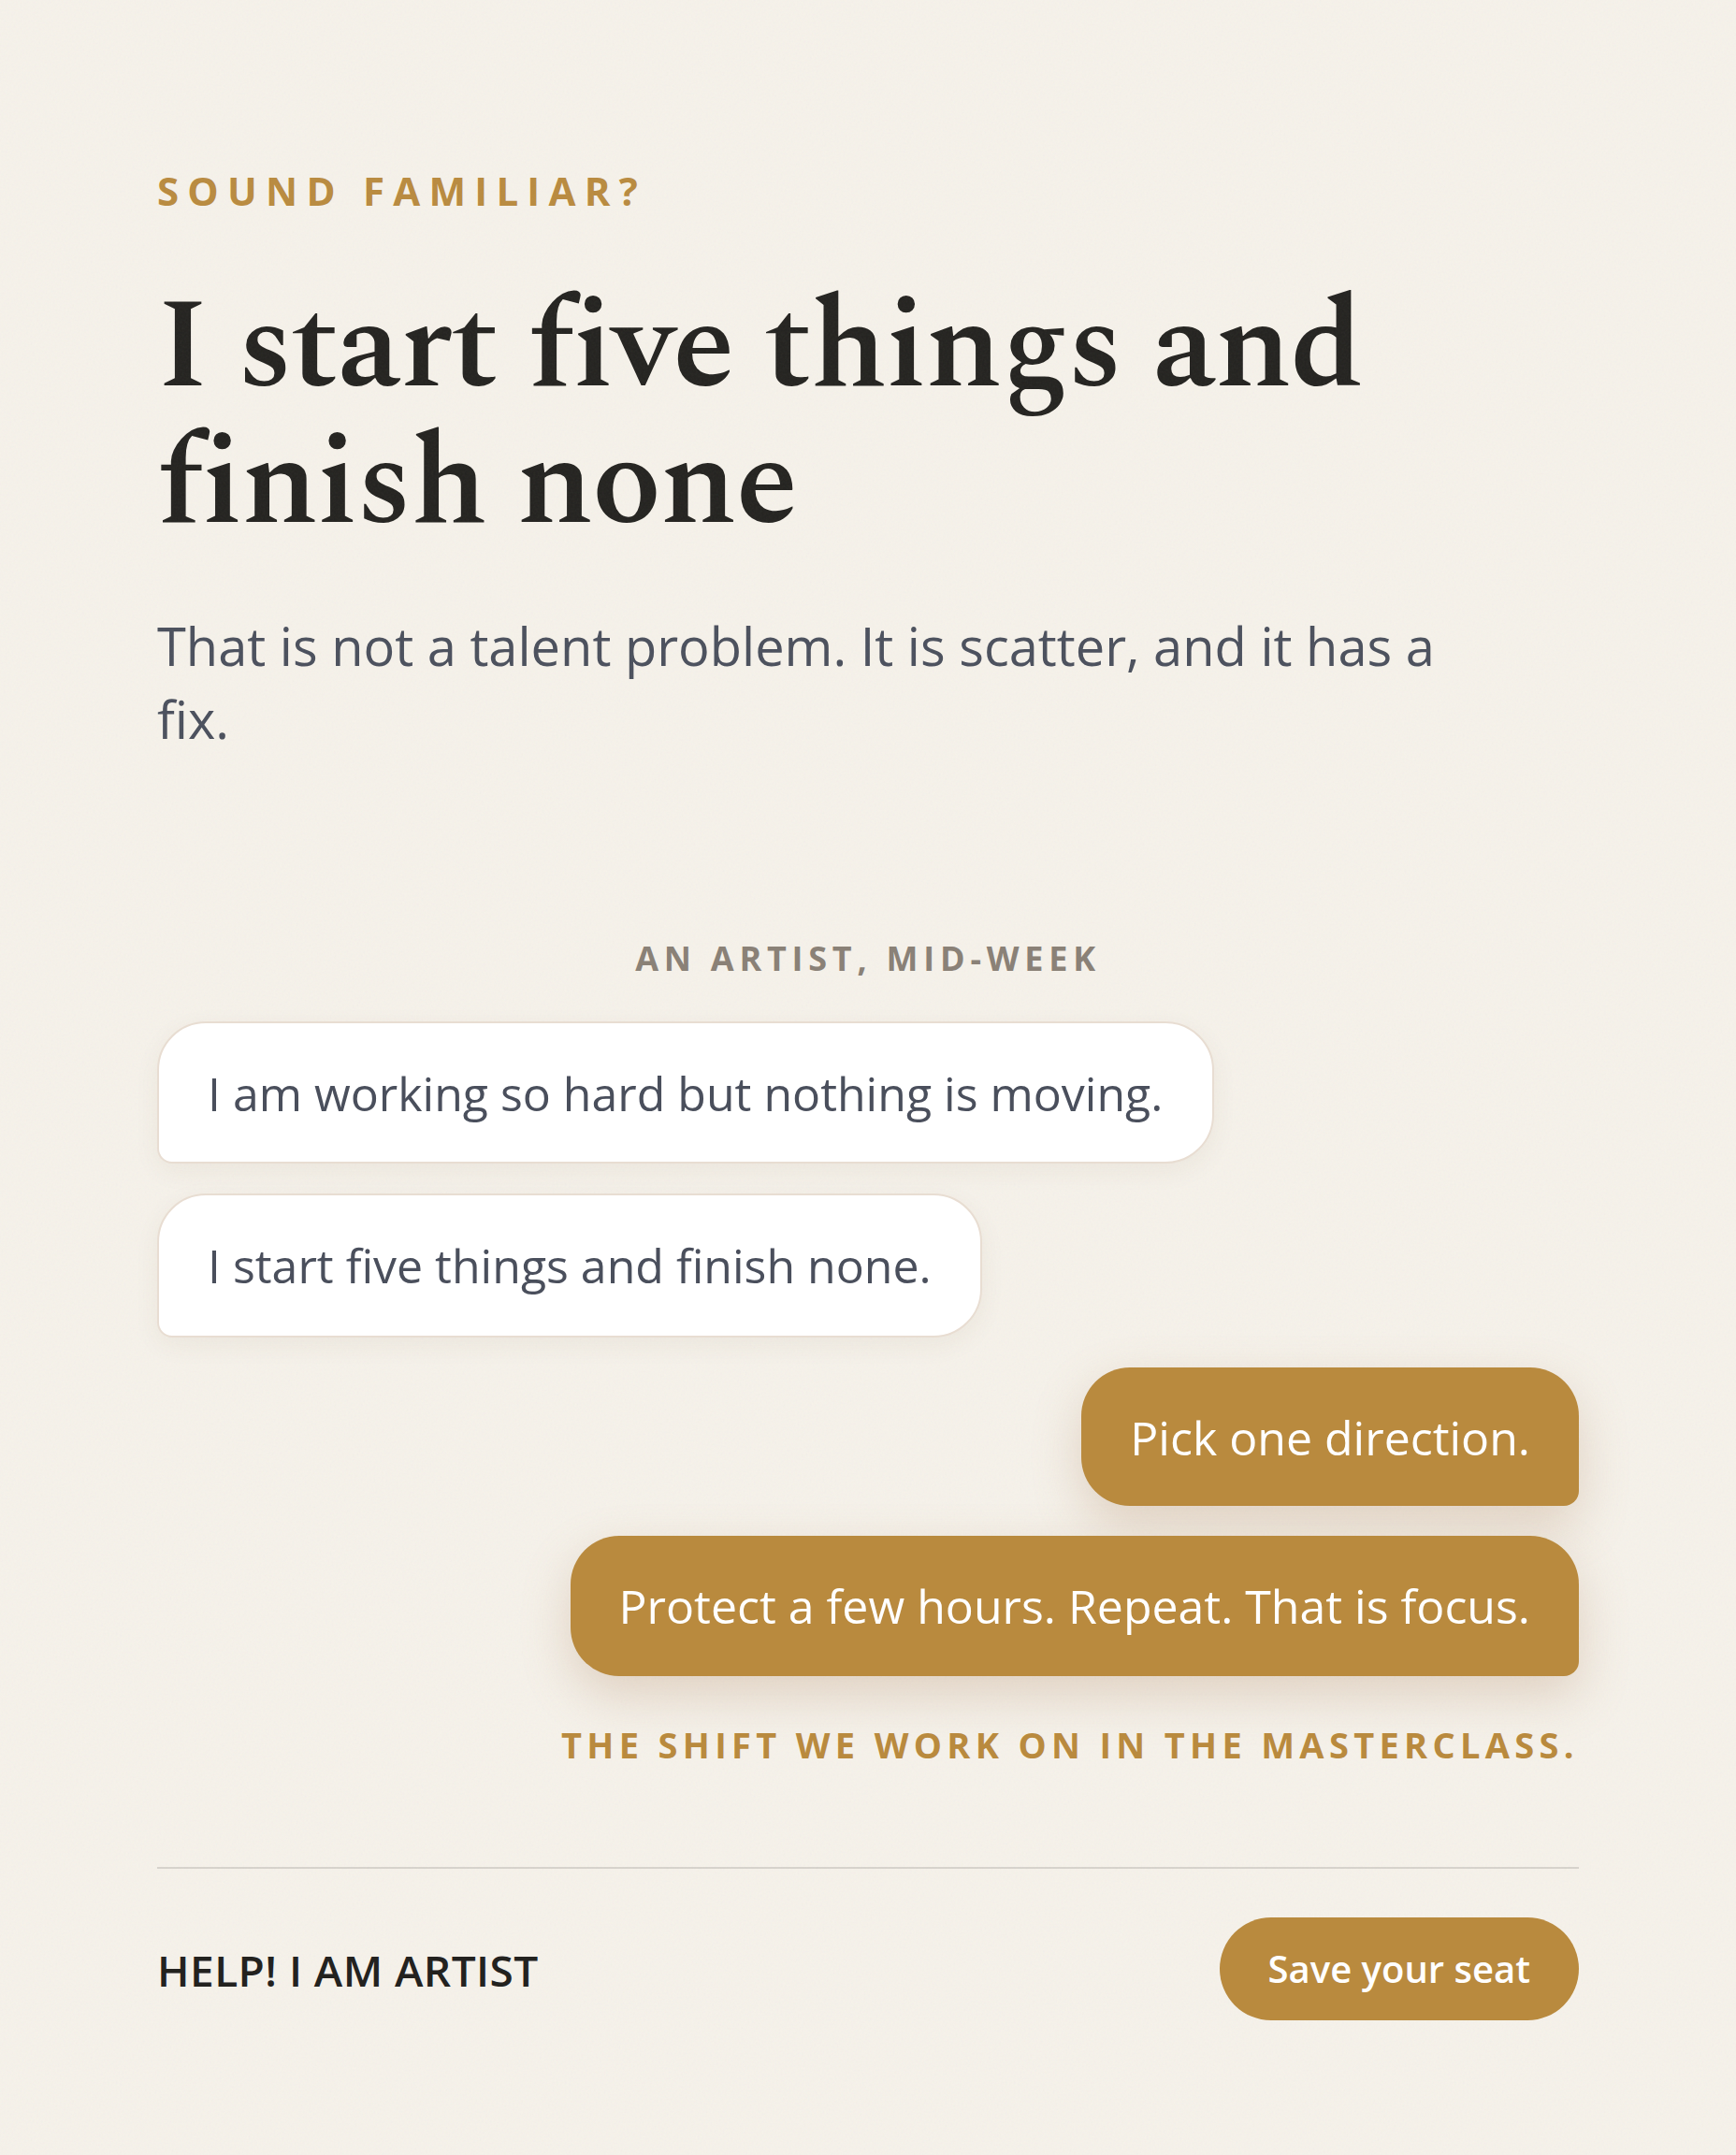 SOUND FAMILIAR?
I start five things and
finish none
That is not a talent problem. It is scatter, and it has a
fix.
AN ARTIST, MID-WEEK
I am working so hard but nothing is moving.
I start five things and finish none.
Pick one direction.
Protect a few hours. Repeat. That is focus.
THE SHIFT WE WORK ON IN THE MASTERCLASS.
HELP! I AM ARTIST
Save your seat